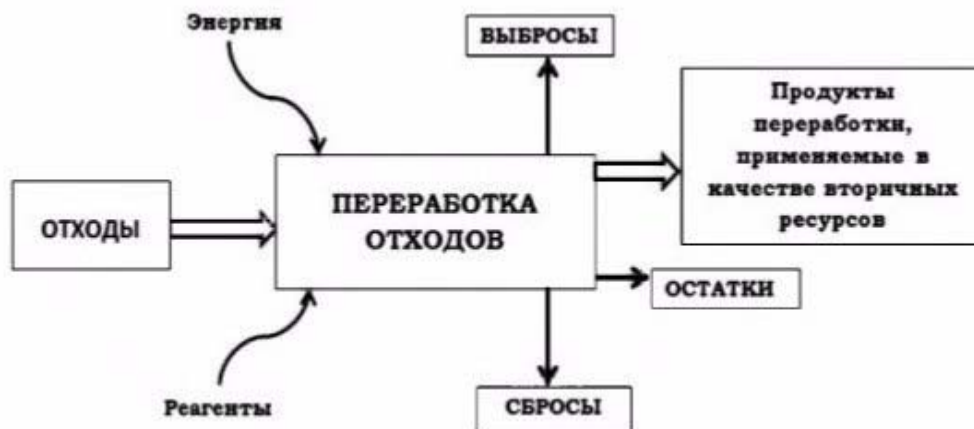 Энергия
ВЫБРОСЫ
Продукты
переработки,
применяемые в
качестве вторичных
ресурсов
ОТХОДЫ
ПЕРЕРАБОТКА
ОТХОДОВ
ОСТАТКИ
Реагенты
СБРОСЫ